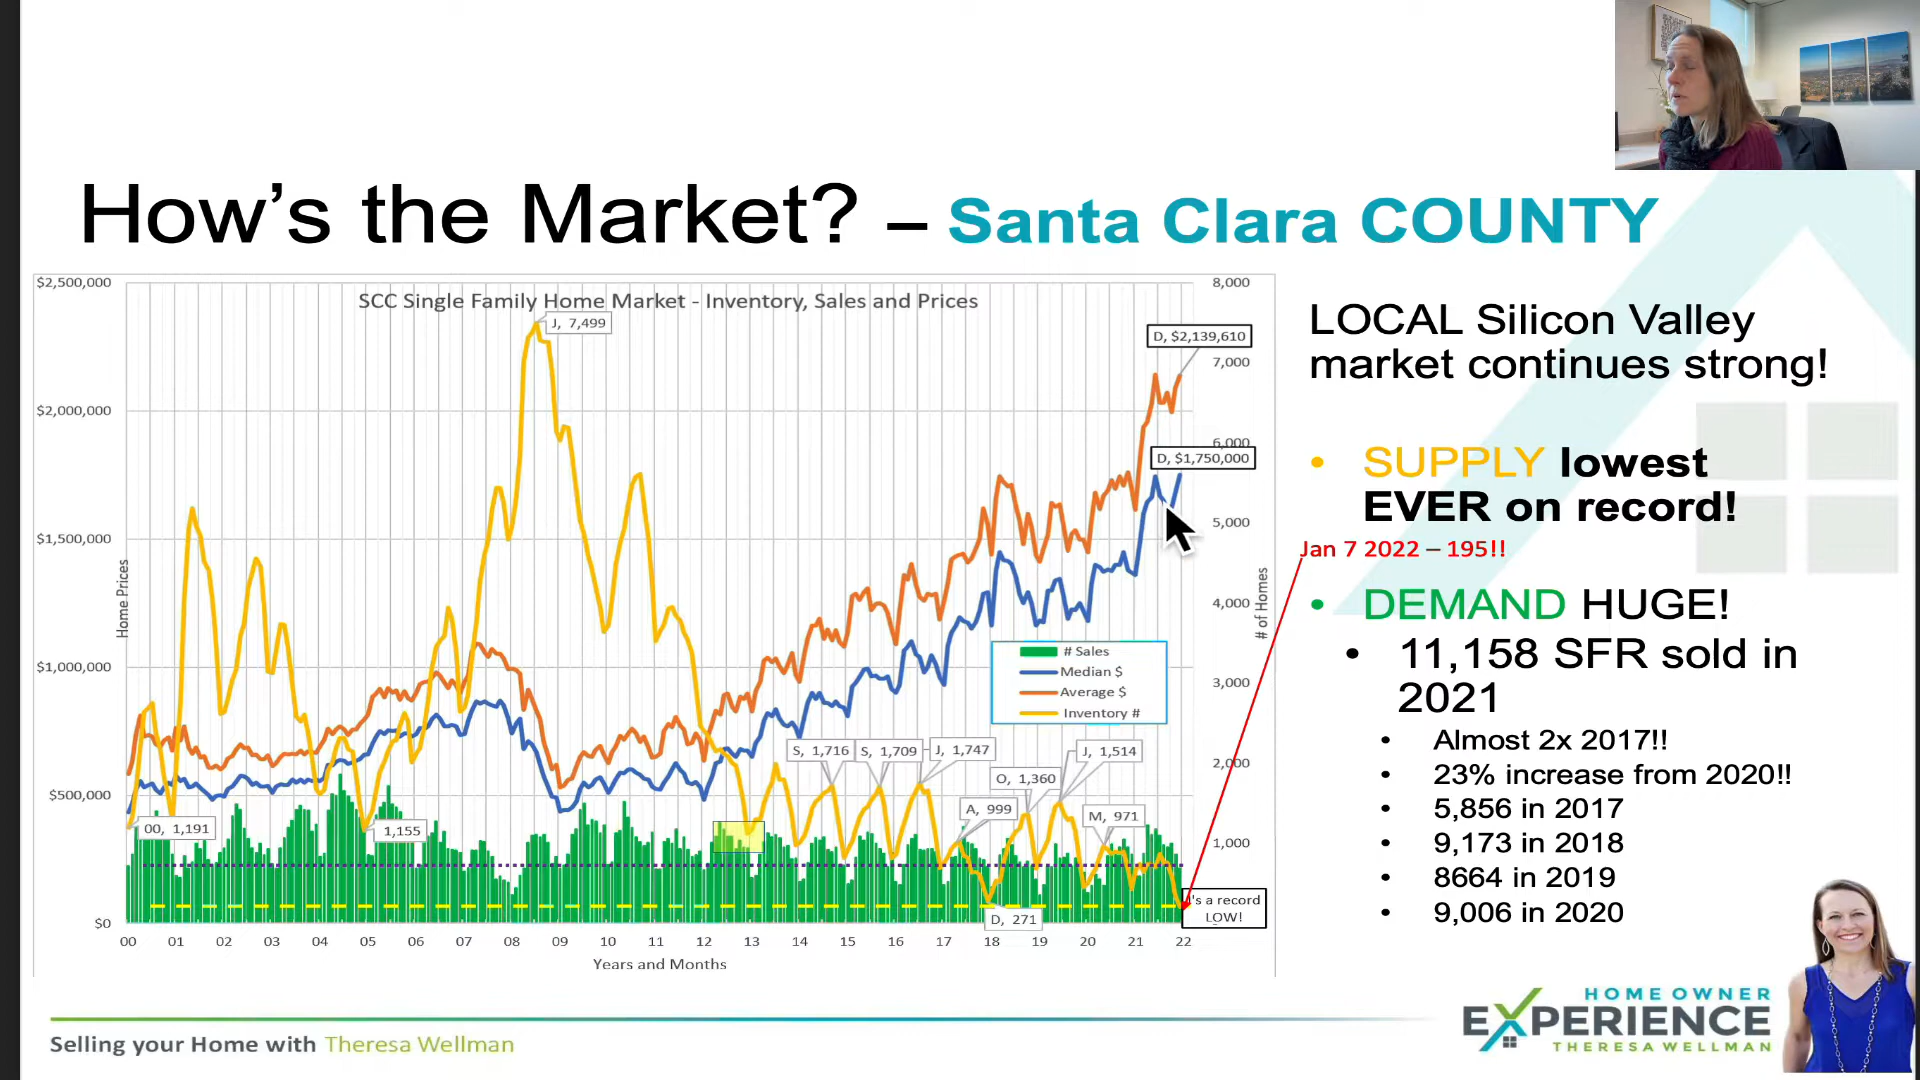 How's the Market? – Santa Clara COUNTY
SCC Single Family Home Market - Inventory, Sales and Prices
$2,500,000
$2,000,000
$1,500,000
$1,000,000
$500,000
$0
Home Prices
8,000
7,000
6,000
5,000
4,000
3,000
2,000
1,000
# of Homes
J, 7,499
D, $2,139,610
D, $1,750,000
# Sales
Median $
Average $
Inventory #
S, 1,716
S, 1,709
J, 1,747
J, 1,514
O, 1,360
A, 999
M, 971
00, 1,191
1,155
D, 271
's a record
LOW!
00 01 02 03 04 05 06 07 08 09 10 11 12 13 14 15 16 17 18 19 20 21 22
Years and Months
LOCAL Silicon Valley
market continues strong!
• SUPPLY lowest
EVER on record!
Jan 7 2022 – 195!!
• DEMAND HUGE!
• 11,158 SFR sold in
2021
• Almost 2x 2017!!
• 23% increase from 2020!!
• 5,856 in 2017
• 9,173 in 2018
• 8664 in 2019
• 9,006 in 2020
Selling your Home with Theresa Wellman
HOME OWNER
EXPERIENCE
THERESA WELLMAN